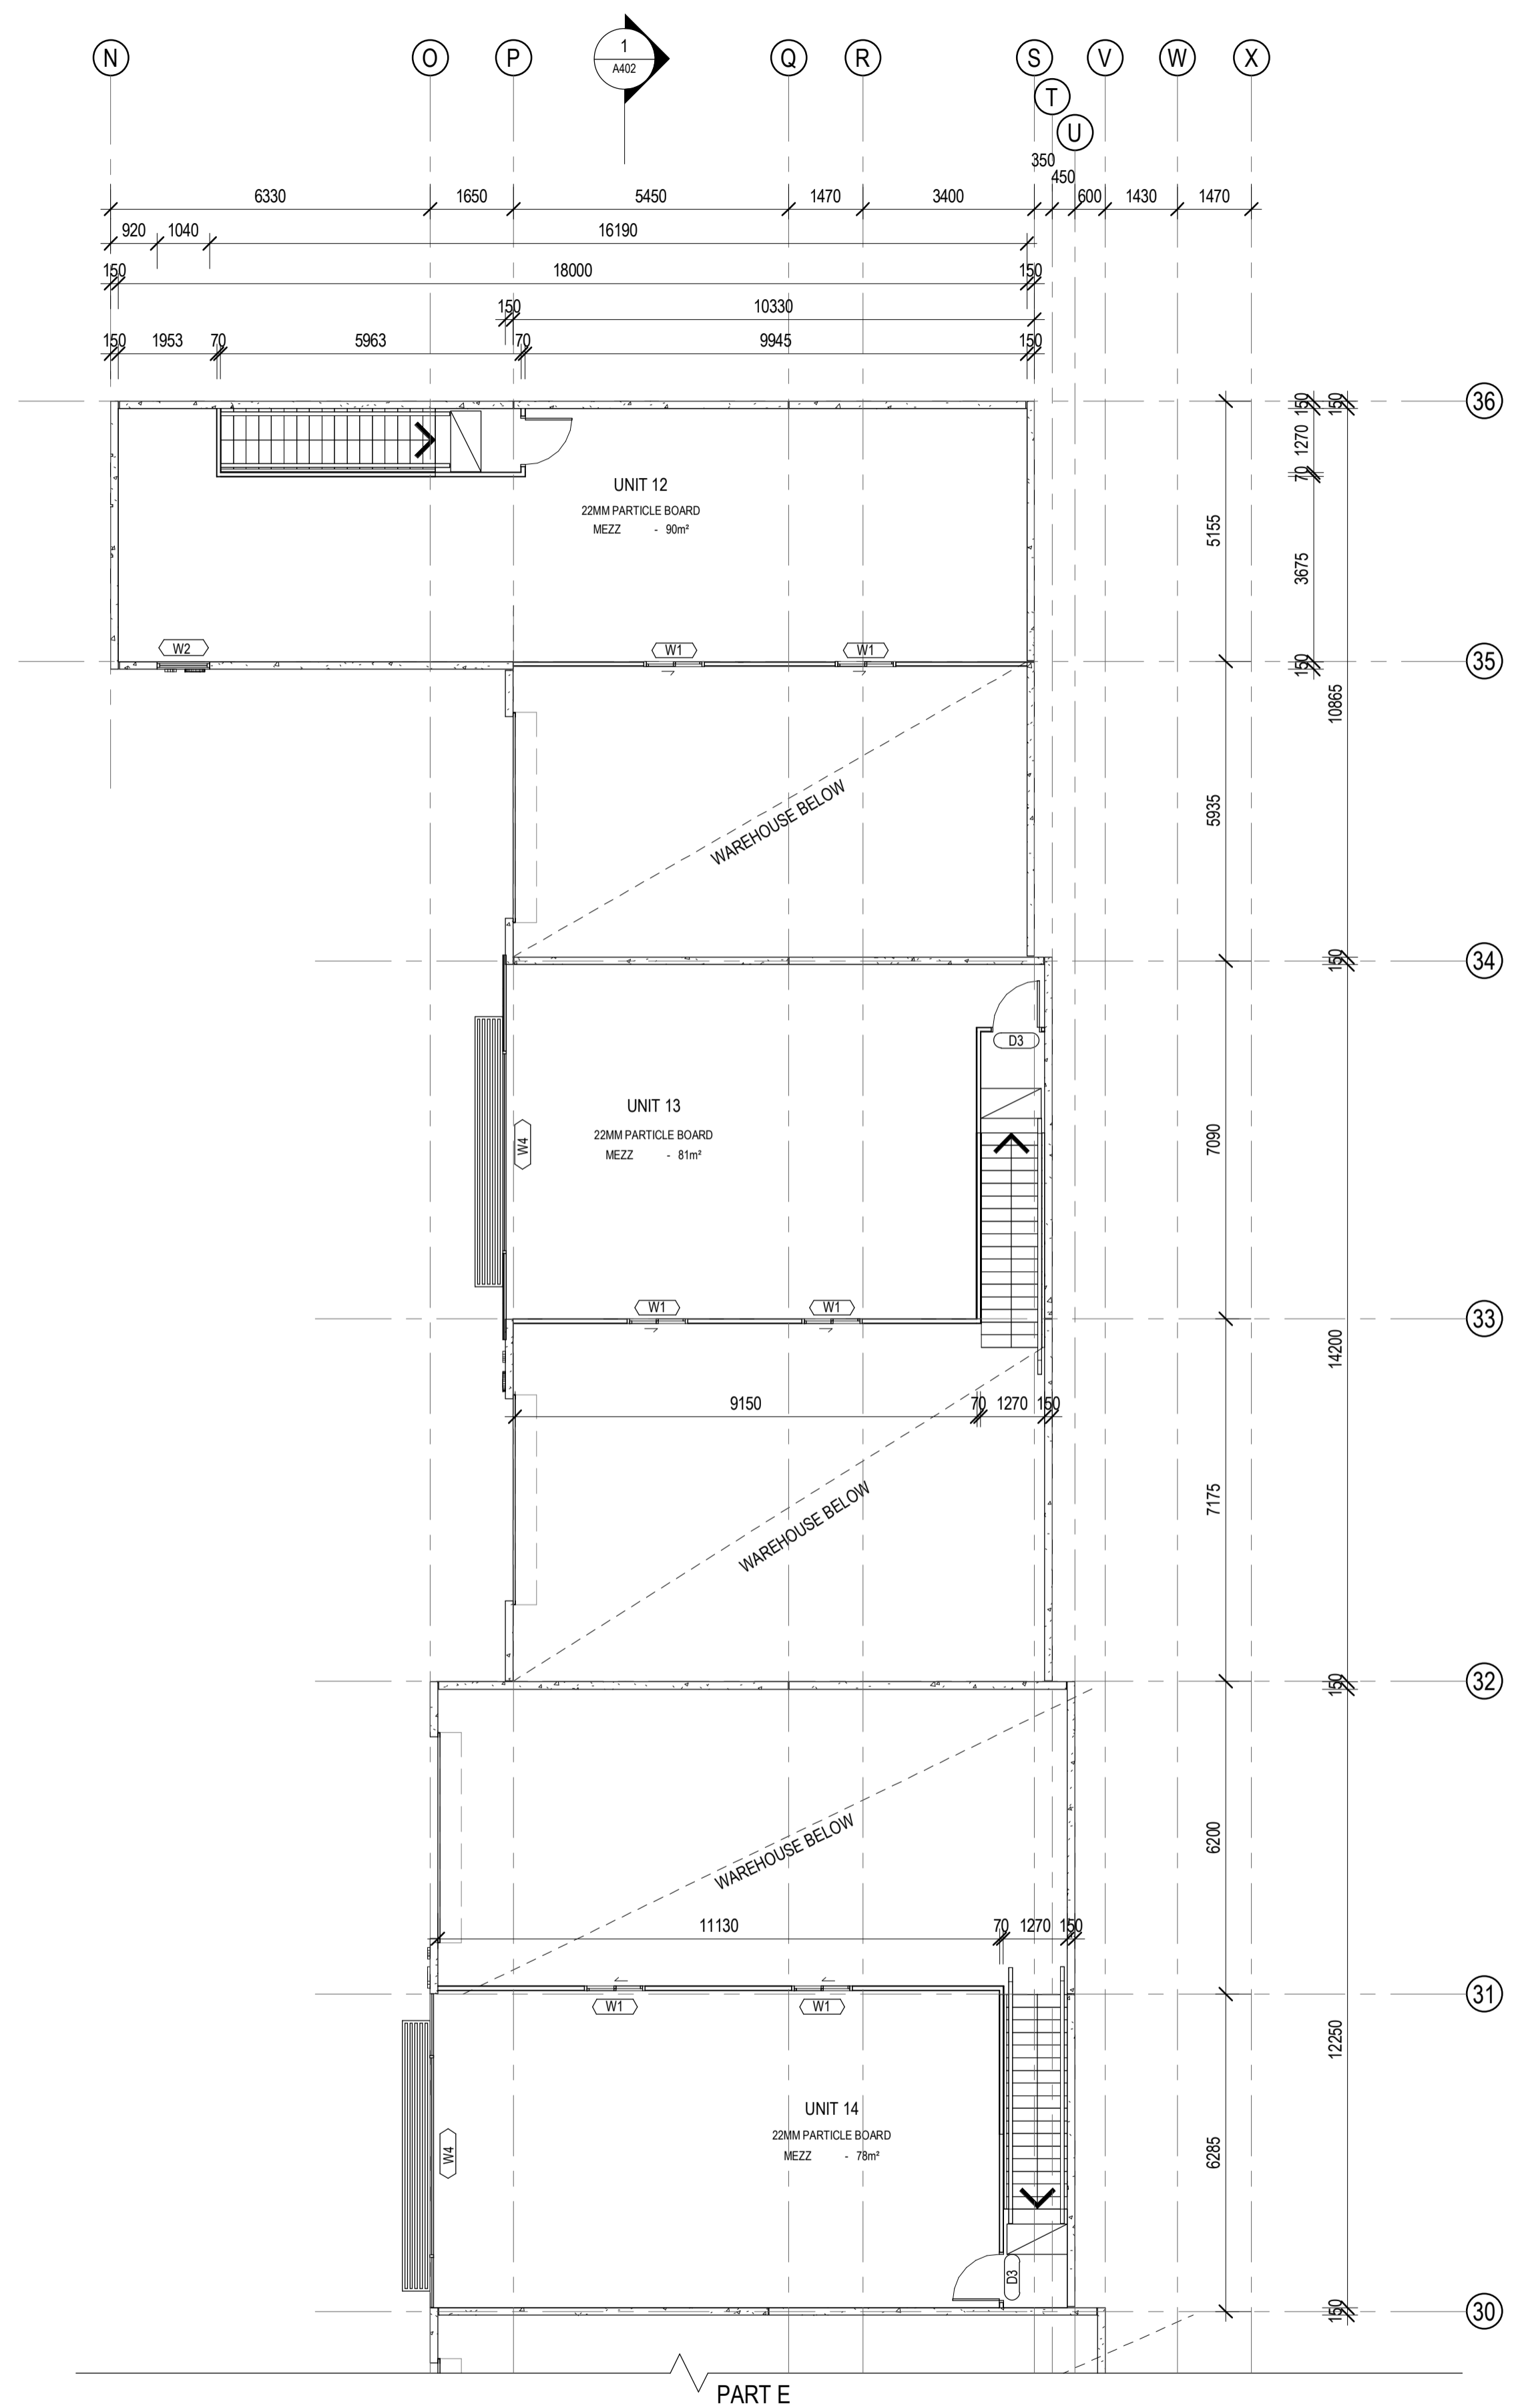 N O P 1 Q R S V W X
A402
T
U
350
450
6330 1650 5450 1470 3400 600 1430 1470
920 1040 16190
150 18000 150
150 10330
150 1953 70 5963 70 9945 150
36
150 150
1270
70
UNIT 12
22MM PARTICLE BOARD
MEZZ - 90m²
5155
3675
W2 W1 W1
35
150
10865
WAREHOUSE BELOW
5935
34
150
D3
UNIT 13
22MM PARTICLE BOARD
MEZZ - 81m²
W4
7090
W1 W1
33
14200
9150 70 1270 150
WAREHOUSE BELOW
7175
32
150
WAREHOUSE BELOW
6200
11130 70 1270 150
31
W1 W1
12250
UNIT 14
22MM PARTICLE BOARD
MEZZ - 78m²
W4
6285
D3
30
150
PART E